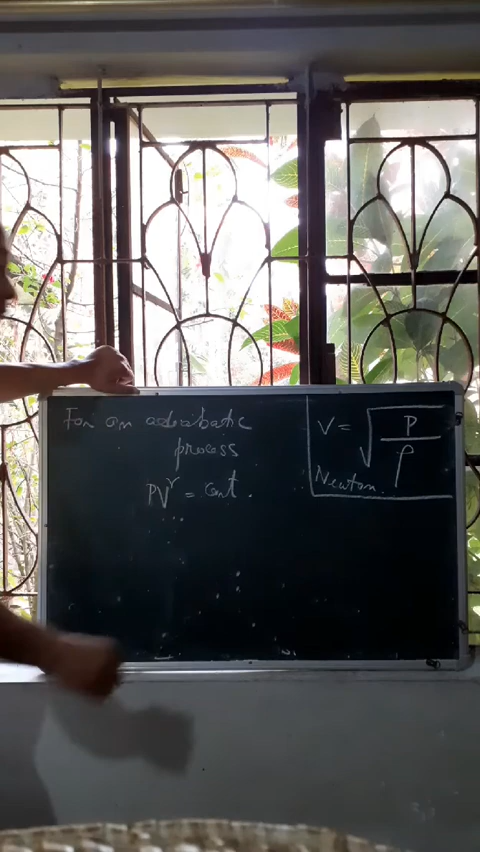 For an adiabatic
process
PV^γ = cont.
V = √(P/ρ)
Newton